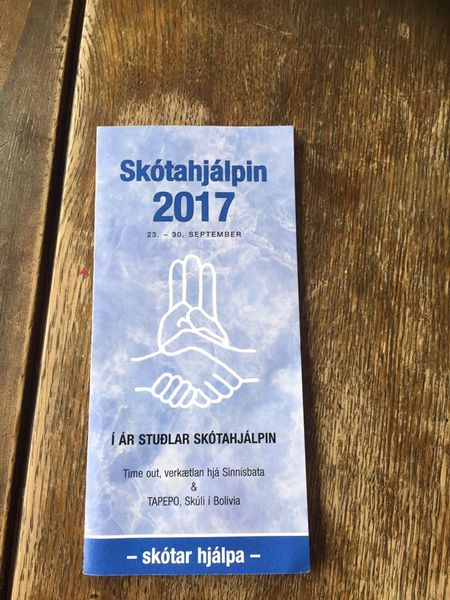 Skótahjálpin
2017
23. – 30. SEPTEMBER
Í ÁR STUÐLAR SKÓTAHJÁLPIN
Time out, verkætlan hjá Sinnisbata
&
TAPEPO, Skúli í Bolivia
– skótar hjálpa –